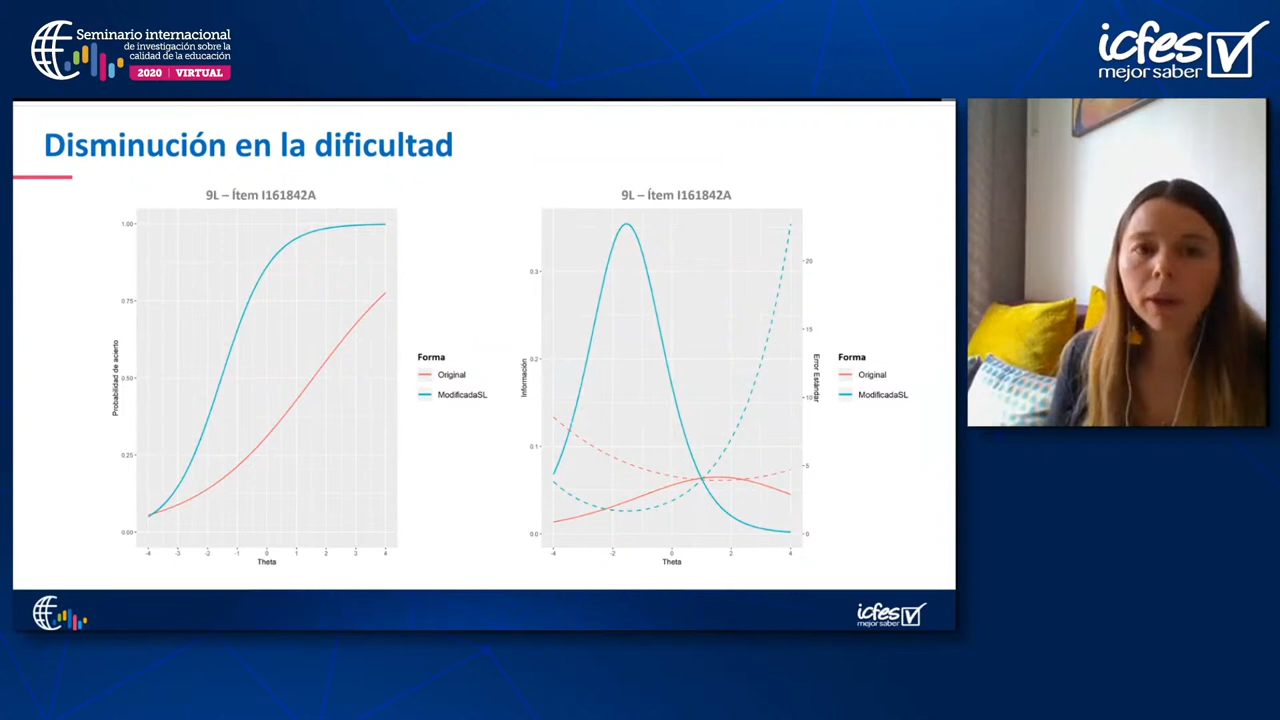 Seminario internacional
de investigación sobre la
calidad de la educación
2020 | VIRTUAL
icfes
mejor saber
Disminución en la dificultad
9L – Ítem I161842A
1.00
0.75
0.50
0.25
0.00
Probabilidad de acierto
-4 -3 -2 -1 0 1 2 3 4
Theta
Forma
Original
ModificadaSL
9L – Ítem I161842A
0.3
0.2
0.1
0.0
Información
20
15
10
5
0
Error Estándar
-4 -2 0 2 4
Theta
Forma
Original
ModificadaSL
icfes
mejor saber